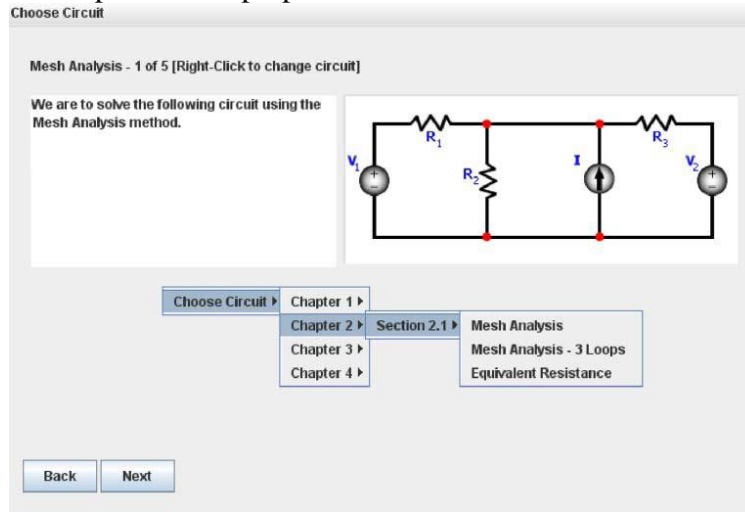 Choose Circuit
Mesh Analysis - 1 of 5 [Right-Click to change circuit]
We are to solve the following circuit using the
Mesh Analysis method.
R1
R3
V1
R2
I
V2
Choose Circuit
Chapter 1
Chapter 2
Section 2.1
Mesh Analysis
Chapter 3
Mesh Analysis - 3 Loops
Chapter 4
Equivalent Resistance
Back
Next